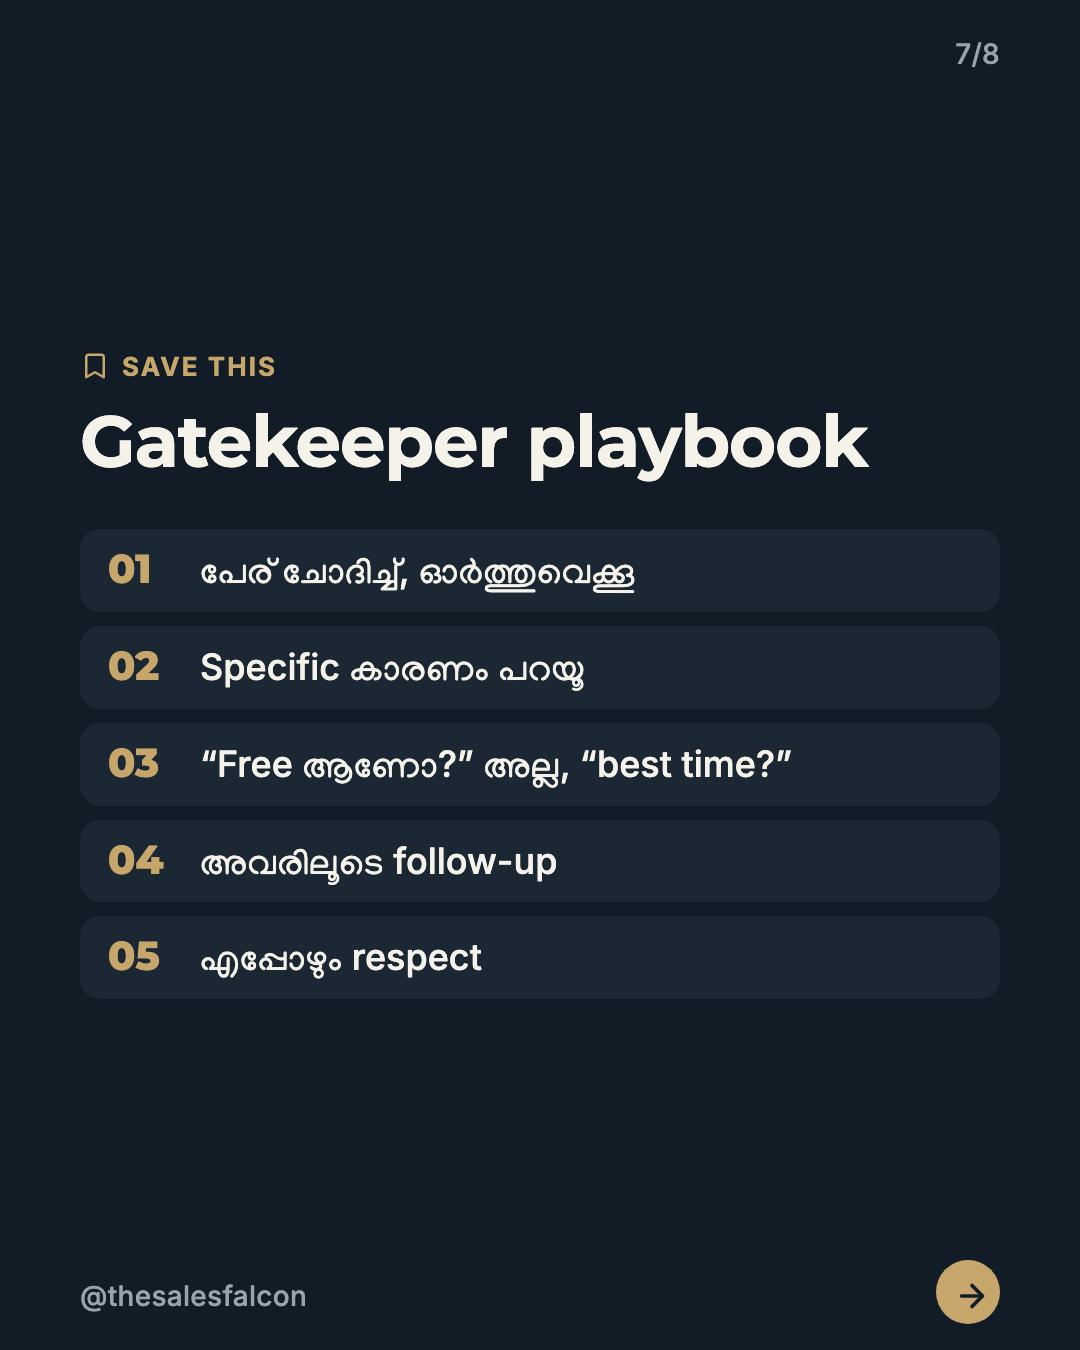 7/8
SAVE THIS
Gatekeeper playbook
01 പേര് ചോദിച്ച്, ഓർത്തുവെക്കൂ
02 Specific കാരണം പറയൂ
03 “Free ആണോ?” അല്ല, “best time?”
04 അവരിലൂടെ follow-up
05 എപ്പോഴും respect
@thesalesfalcon